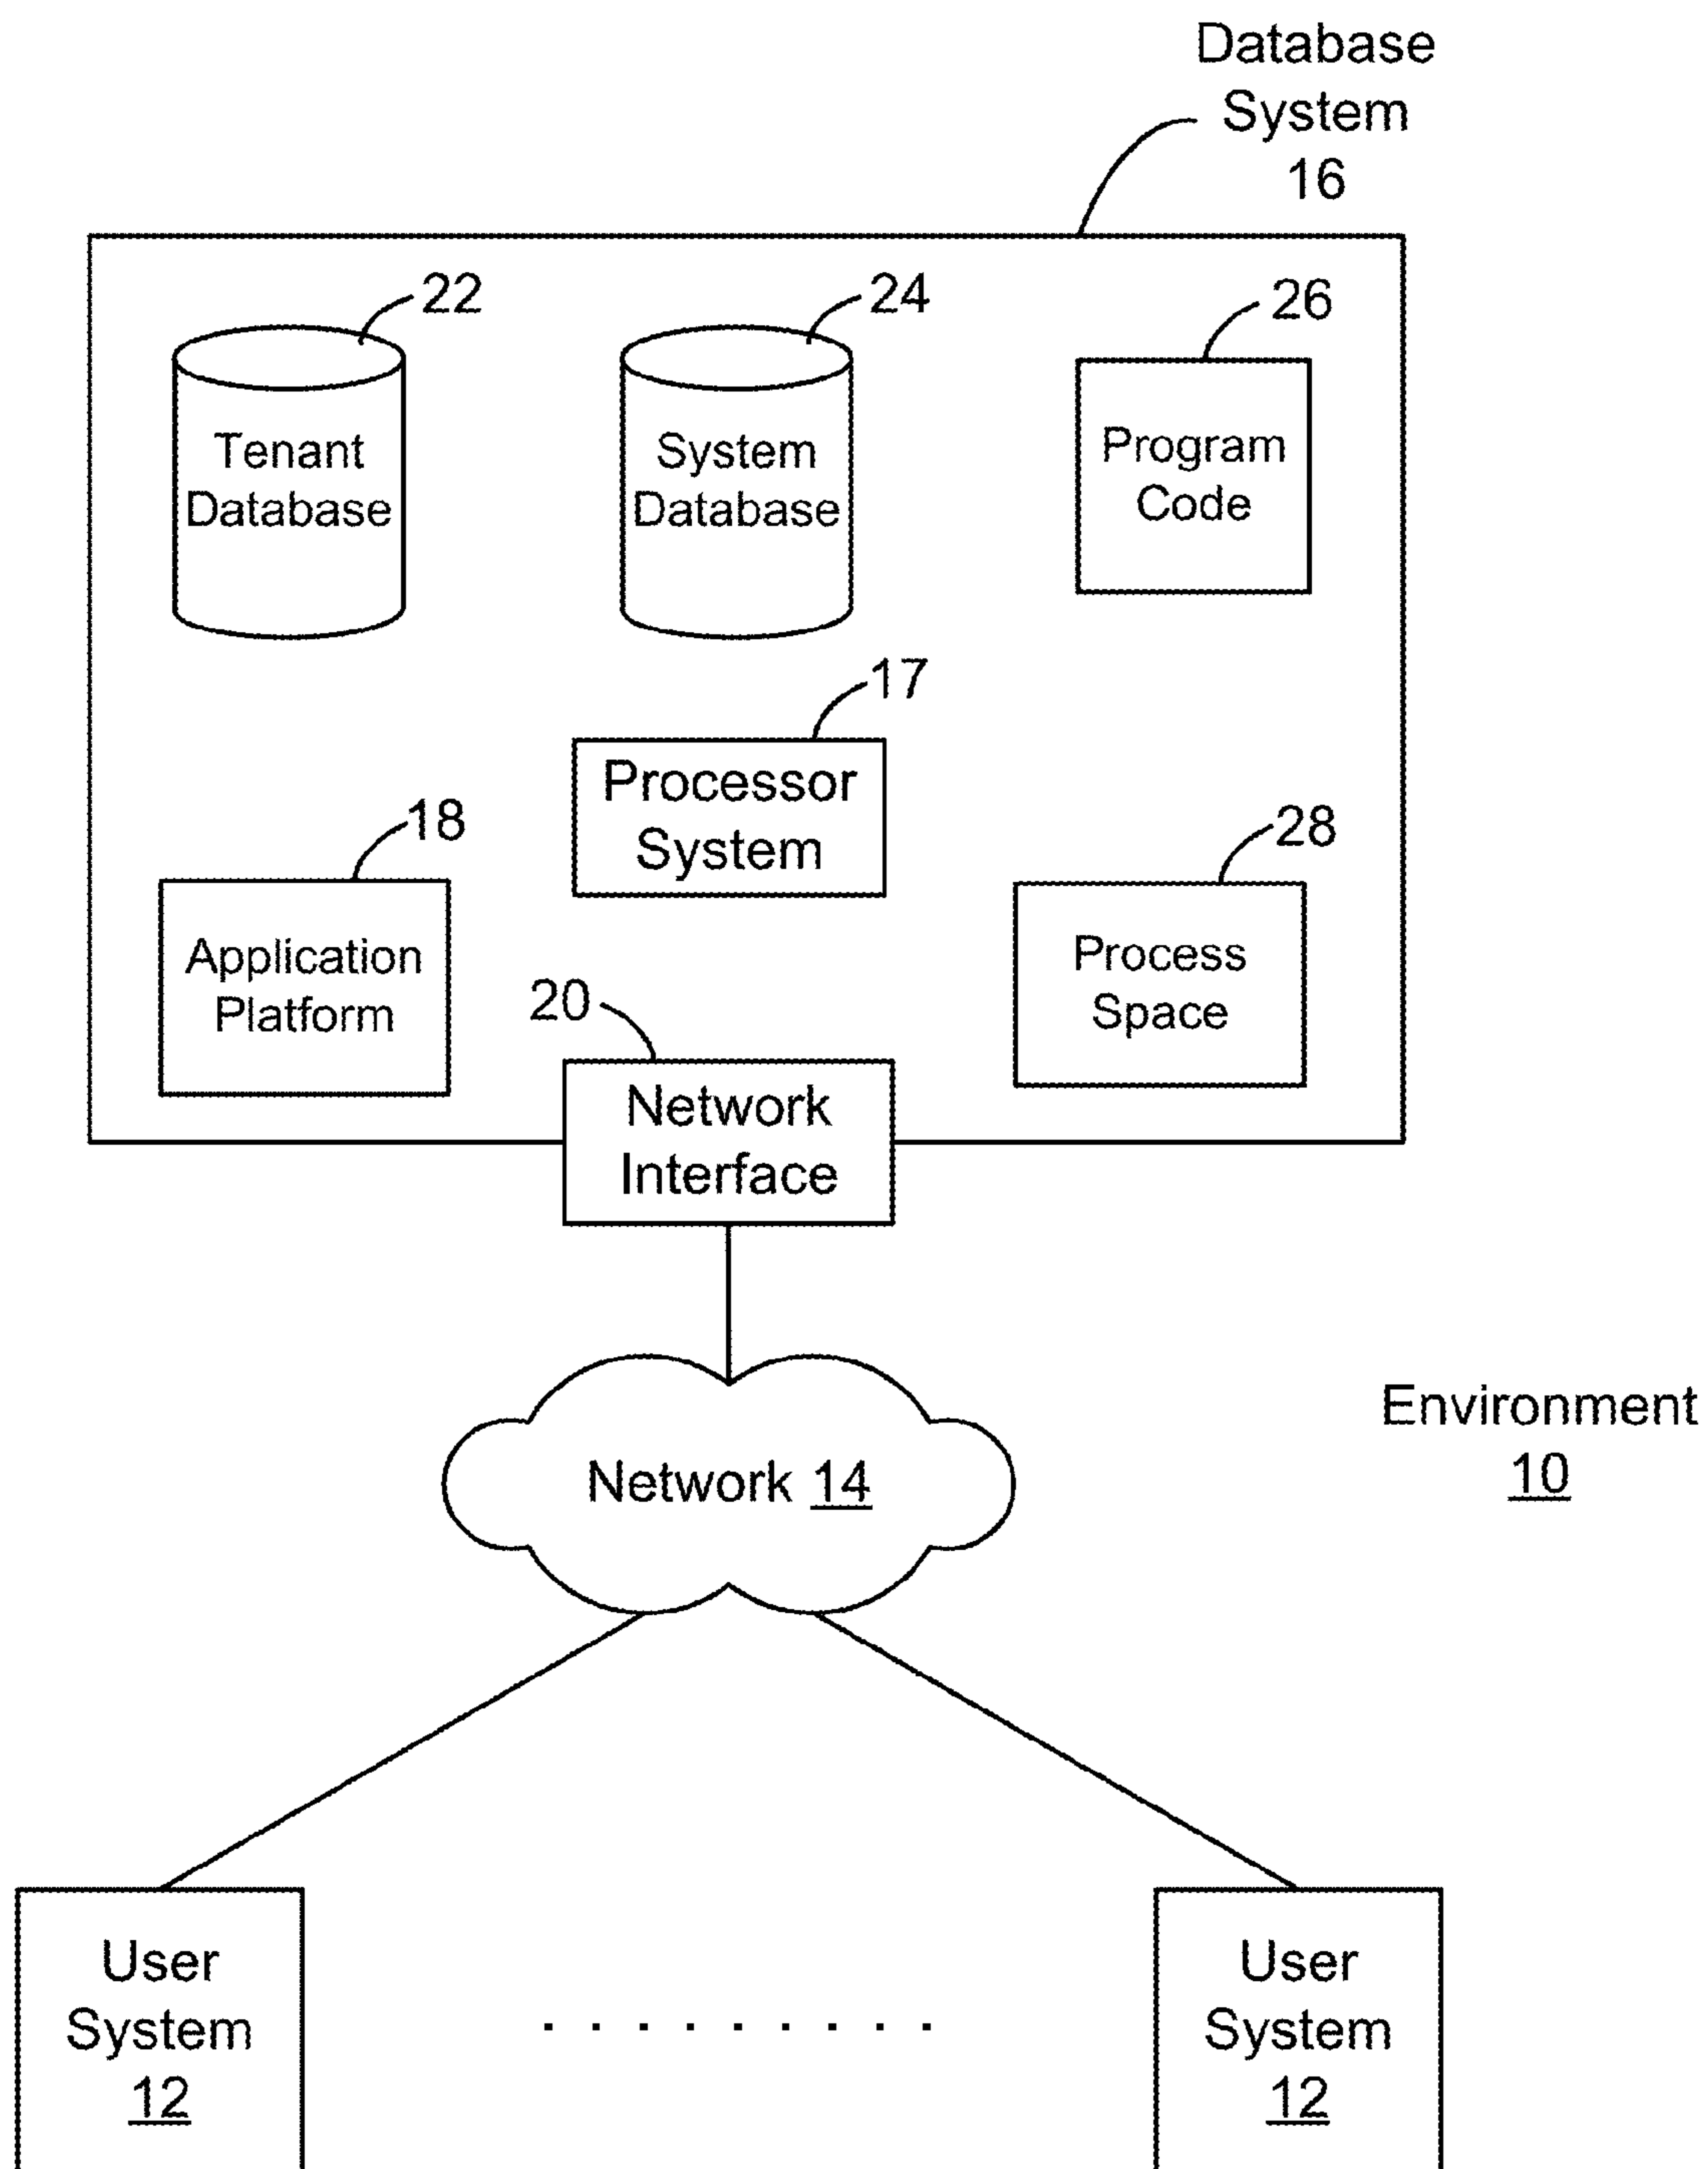 Database
System
16
22
24
26
Tenant
Database
System
Database
Program
Code
17
Processor
System
18
28
Application
Platform
Process
Space
20
Network
Interface
Network 14
Environment
10
User
System
12
. . . . . . . . .
User
System
12